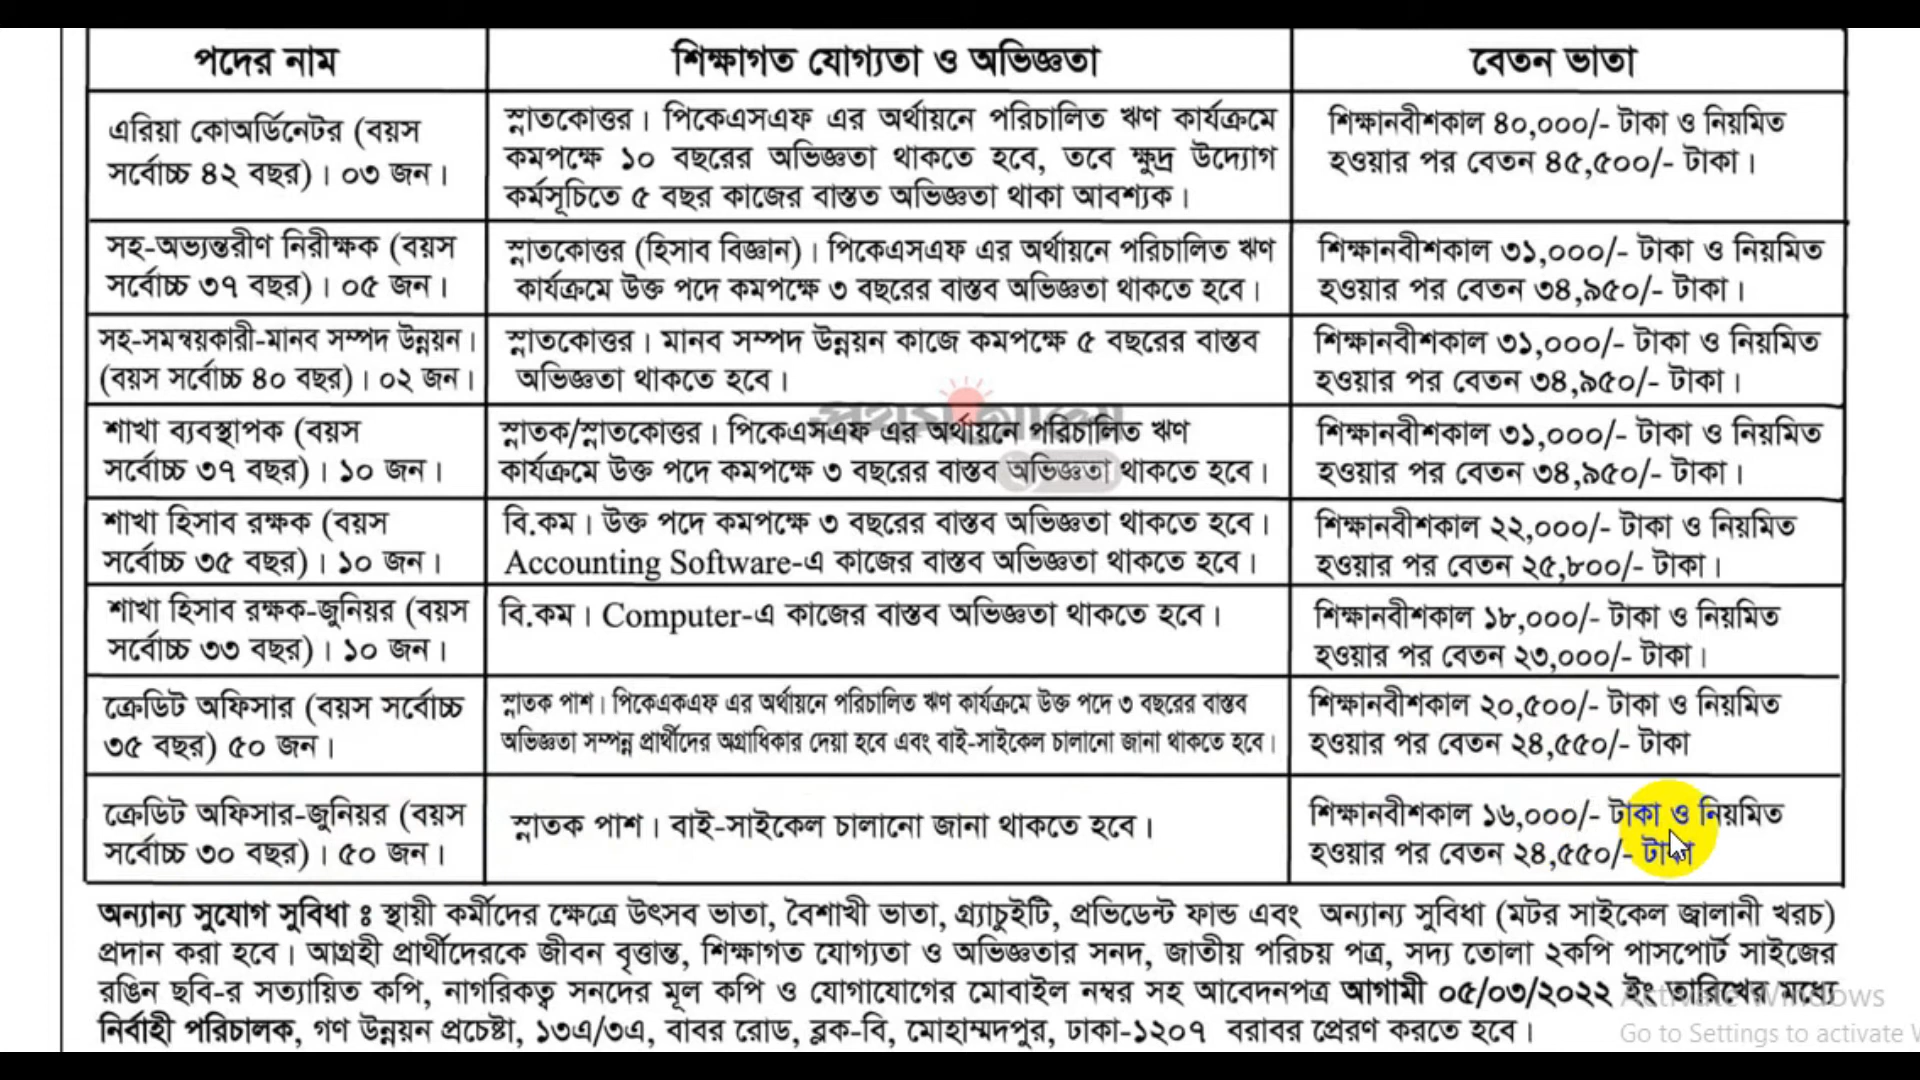 পদের নাম
শিক্ষাগত যোগ্যতা ও অভিজ্ঞতা
বেতন ভাতা
এরিয়া কোঅর্ডিনেটর (বয়স
সর্বোচ্চ ৪২ বছর)। ০৩ জন।
স্নাতকোত্তর। পিকেএসএফ এর অর্থায়নে পরিচালিত ঋণ কার্যক্রমে
কমপক্ষে ১০ বছরের অভিজ্ঞতা থাকতে হবে, তবে ক্ষুদ্র উদ্যোগ
কর্মসূচিতে ৫ বছর কাজের বাস্তত অভিজ্ঞতা থাকা আবশ্যক।
শিক্ষানবীশকাল ৪০,০০০/- টাকা ও নিয়মিত
হওয়ার পর বেতন ৪৫,৫০০/- টাকা।
সহ-অভ্যন্তরীণ নিরীক্ষক (বয়স
সর্বোচ্চ ৩৭ বছর)। ০৫ জন।
স্নাতকোত্তর (হিসাব বিজ্ঞান)। পিকেএসএফ এর অর্থায়নে পরিচালিত ঋণ
কার্যক্রমে উক্ত পদে কমপক্ষে ৩ বছরের বাস্তব অভিজ্ঞতা থাকতে হবে।
শিক্ষানবীশকাল ৩১,০০০/- টাকা ও নিয়মিত
হওয়ার পর বেতন ৩৪,৯৫০/- টাকা।
সহ-সমন্বয়কারী-মানব সম্পদ উন্নয়ন।
(বয়স সর্বোচ্চ ৪০ বছর)। ০২ জন।
স্নাতকোত্তর। মানব সম্পদ উন্নয়ন কাজে কমপক্ষে ৫ বছরের বাস্তব
অভিজ্ঞতা থাকতে হবে।
শিক্ষানবীশকাল ৩১,০০০/- টাকা ও নিয়মিত
হওয়ার পর বেতন ৩৪,৯৫০/- টাকা।
প্রথম আলো
শাখা ব্যবস্থাপক (বয়স
সর্বোচ্চ ৩৭ বছর)। ১০ জন।
স্নাতক/স্নাতকোত্তর। পিকেএসএফ এর অর্থায়নে পরিচালিত ঋণ
কার্যক্রমে উক্ত পদে কমপক্ষে ৩ বছরের বাস্তব অভিজ্ঞতা থাকতে হবে।
শিক্ষানবীশকাল ৩১,০০০/- টাকা ও নিয়মিত
হওয়ার পর বেতন ৩৪,৯৫০/- টাকা।
শাখা হিসাব রক্ষক (বয়স
সর্বোচ্চ ৩৫ বছর)। ১০ জন।
বি.কম। উক্ত পদে কমপক্ষে ৩ বছরের বাস্তব অভিজ্ঞতা থাকতে হবে।
Accounting Software-এ কাজের বাস্তব অভিজ্ঞতা থাকতে হবে।
শিক্ষানবীশকাল ২২,০০০/- টাকা ও নিয়মিত
হওয়ার পর বেতন ২৫,৮০০/- টাকা।
শাখা হিসাব রক্ষক-জুনিয়র (বয়স
সর্বোচ্চ ৩৩ বছর)। ১০ জন।
বি.কম। Computer-এ কাজের বাস্তব অভিজ্ঞতা থাকতে হবে।
শিক্ষানবীশকাল ১৮,০০০/- টাকা ও নিয়মিত
হওয়ার পর বেতন ২৩,০০০/- টাকা।
ক্রেডিট অফিসার (বয়স সর্বোচ্চ
৩৫ বছর) ৫০ জন।
স্নাতক পাশ। পিকেএকএফ এর অর্থায়নে পরিচালিত ঋণ কার্যক্রমে উক্ত পদে ৩ বছরের বাস্তব
অভিজ্ঞতা সম্পন্ন প্রার্থীদের অগ্রাধিকার দেয়া হবে এবং বাই-সাইকেল চালানো জানা থাকতে হবে।
শিক্ষানবীশকাল ২০,৫০০/- টাকা ও নিয়মিত
হওয়ার পর বেতন ২৪,৫৫০/- টাকা
ক্রেডিট অফিসার-জুনিয়র (বয়স
সর্বোচ্চ ৩০ বছর)। ৫০ জন।
স্নাতক পাশ। বাই-সাইকেল চালানো জানা থাকতে হবে।
শিক্ষানবীশকাল ১৬,০০০/- টাকা ও নিয়মিত
হওয়ার পর বেতন ২৪,৫৫০/- টাকা
অন্যান্য সুযোগ সুবিধা ঃ স্থায়ী কর্মীদের ক্ষেত্রে উৎসব ভাতা, বৈশাখী ভাতা, গ্র্যাচুইটি, প্রভিডেন্ট ফান্ড এবং অন্যান্য সুবিধা (মটর সাইকেল জ্বালানী খরচ)
প্রদান করা হবে। আগ্রহী প্রার্থীদেরকে জীবন বৃত্তান্ত, শিক্ষাগত যোগ্যতা ও অভিজ্ঞতার সনদ, জাতীয় পরিচয় পত্র, সদ্য তোলা ২কপি পাসপোর্ট সাইজের
রঙিন ছবি-র সত্যায়িত কপি, নাগরিকত্ব সনদের মূল কপি ও যোগাযোগের মোবাইল নম্বর সহ আবেদনপত্র আগামী ০৫/০৩/২০২২ ইং তারিখের মধ্যে
নির্বাহী পরিচালক, গণ উন্নয়ন প্রচেষ্টা, ১৩এ/৩এ, বাবর রোড, ব্লক-বি, মোহাম্মদপুর, ঢাকা-১২০৭ বরাবর প্রেরণ করতে হবে।
Activate Windows
Go to Settings to activate W